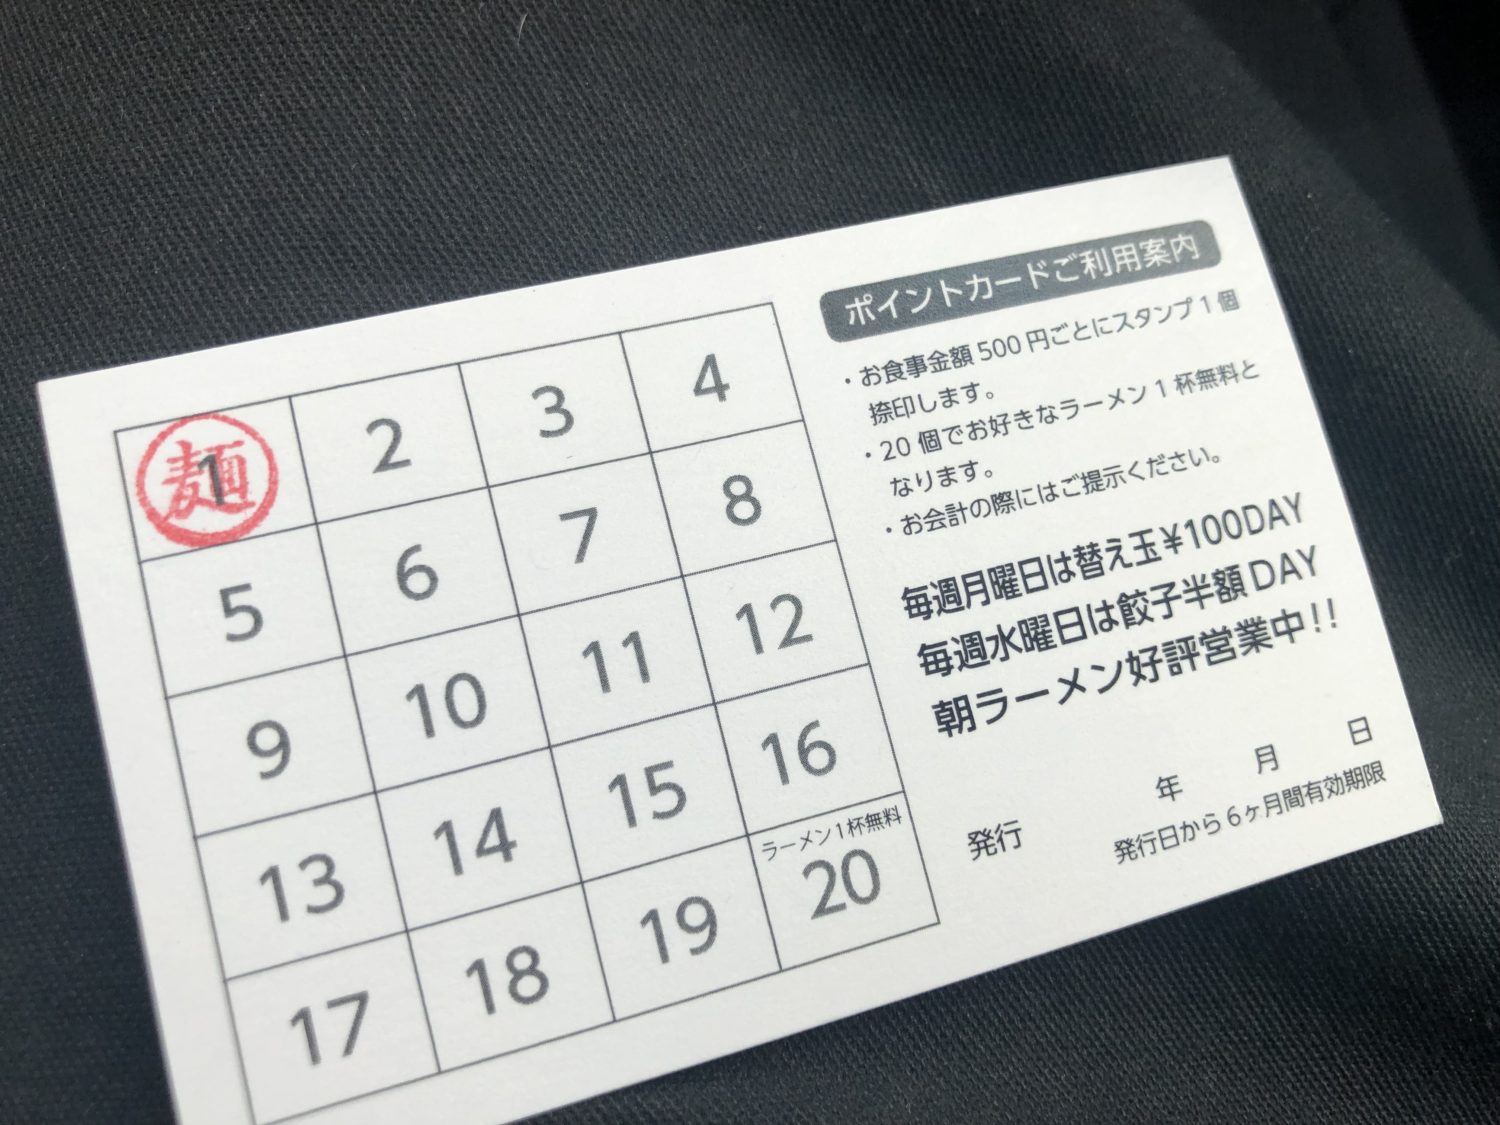 麺
1 2 3 4
5 6 7 8
9 10 11 12
13 14 15 16
17 18 19 ラーメン1杯無料 20
ポイントカードご利用案内
・お食事金額500円ごとにスタンプ1個
捺印します。
・20個でお好きなラーメン1杯無料と
なります。
・お会計の際にはご提示ください。
毎週月曜日は替え玉¥100DAY
毎週水曜日は餃子半額DAY
朝ラーメン好評営業中!!
発行 年 月 日
発行日から6ヶ月間有効期限